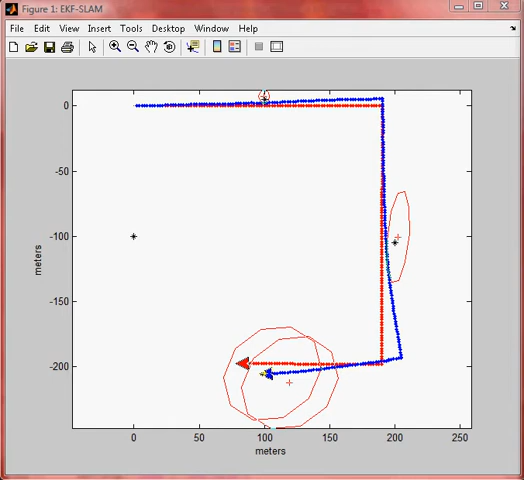 Figure 1: EKF-SLAM
File Edit View Insert Tools Desktop Window Help
0
-50
-100
-150
-200
meters
0 50 100 150 200 250
meters